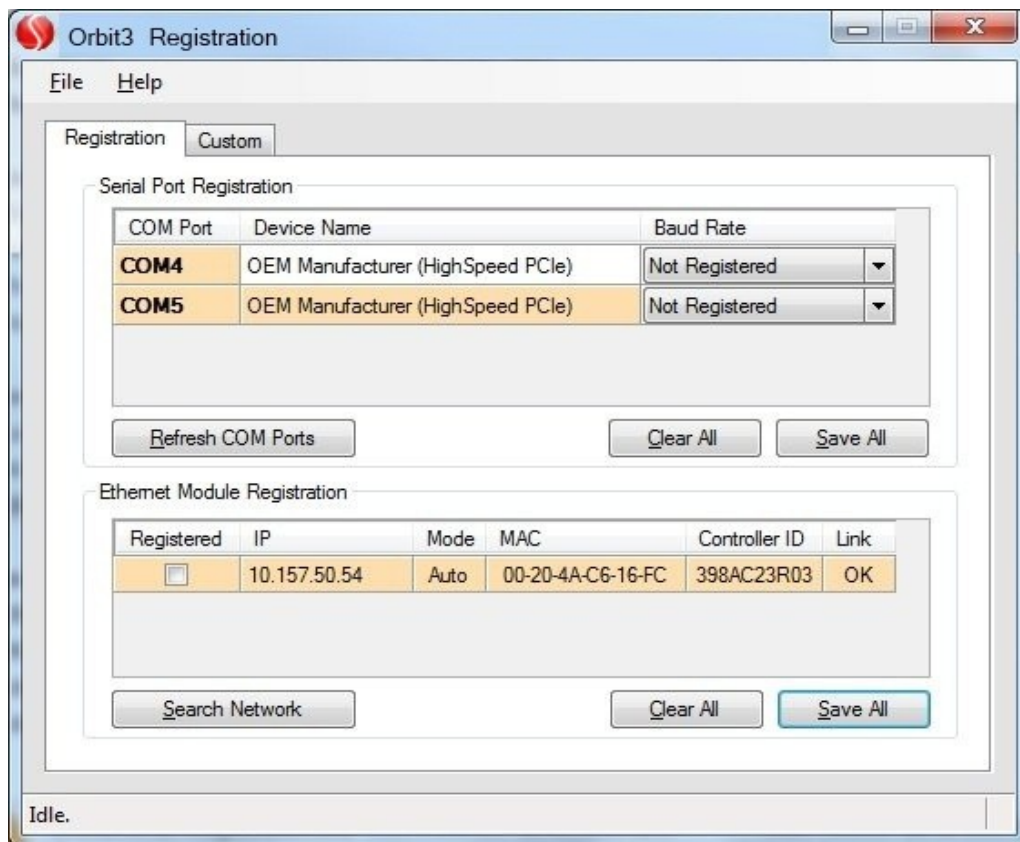 Orbit3 Registration
File Help
Registration Custom
Serial Port Registration
COM Port Device Name Baud Rate
COM4 OEM Manufacturer (HighSpeed PCIe) Not Registered
COM5 OEM Manufacturer (HighSpeed PCIe) Not Registered
Refresh COM Ports Clear All Save All
Ethernet Module Registration
Registered IP Mode MAC Controller ID Link
10.157.50.54 Auto 00-20-4A-C6-16-FC 398AC23R03 OK
Search Network Clear All Save All
Idle.